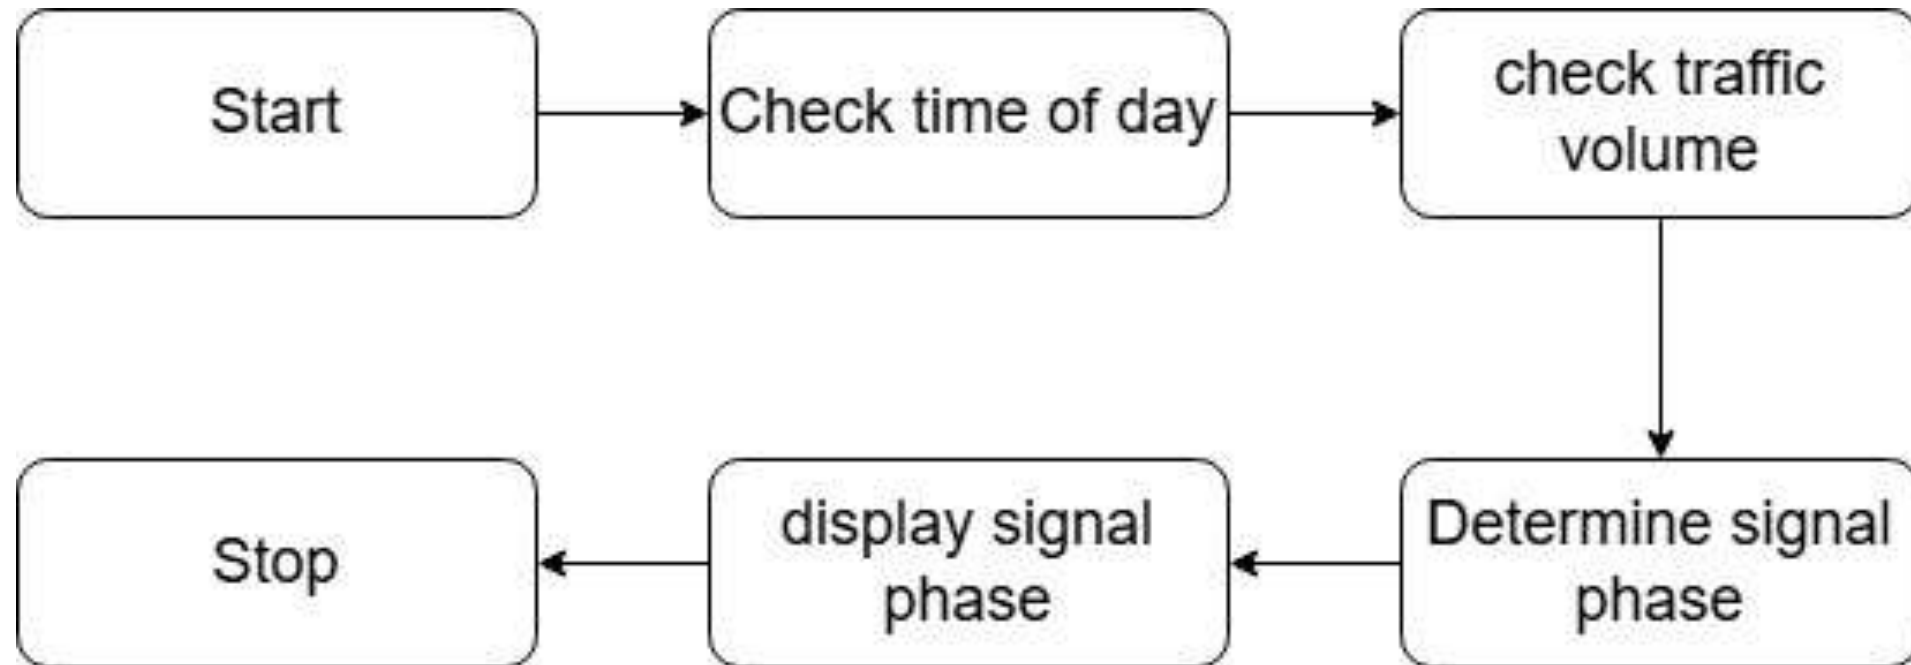 Start
Check time of day
check traffic
volume
Determine signal
phase
display signal
phase
Stop